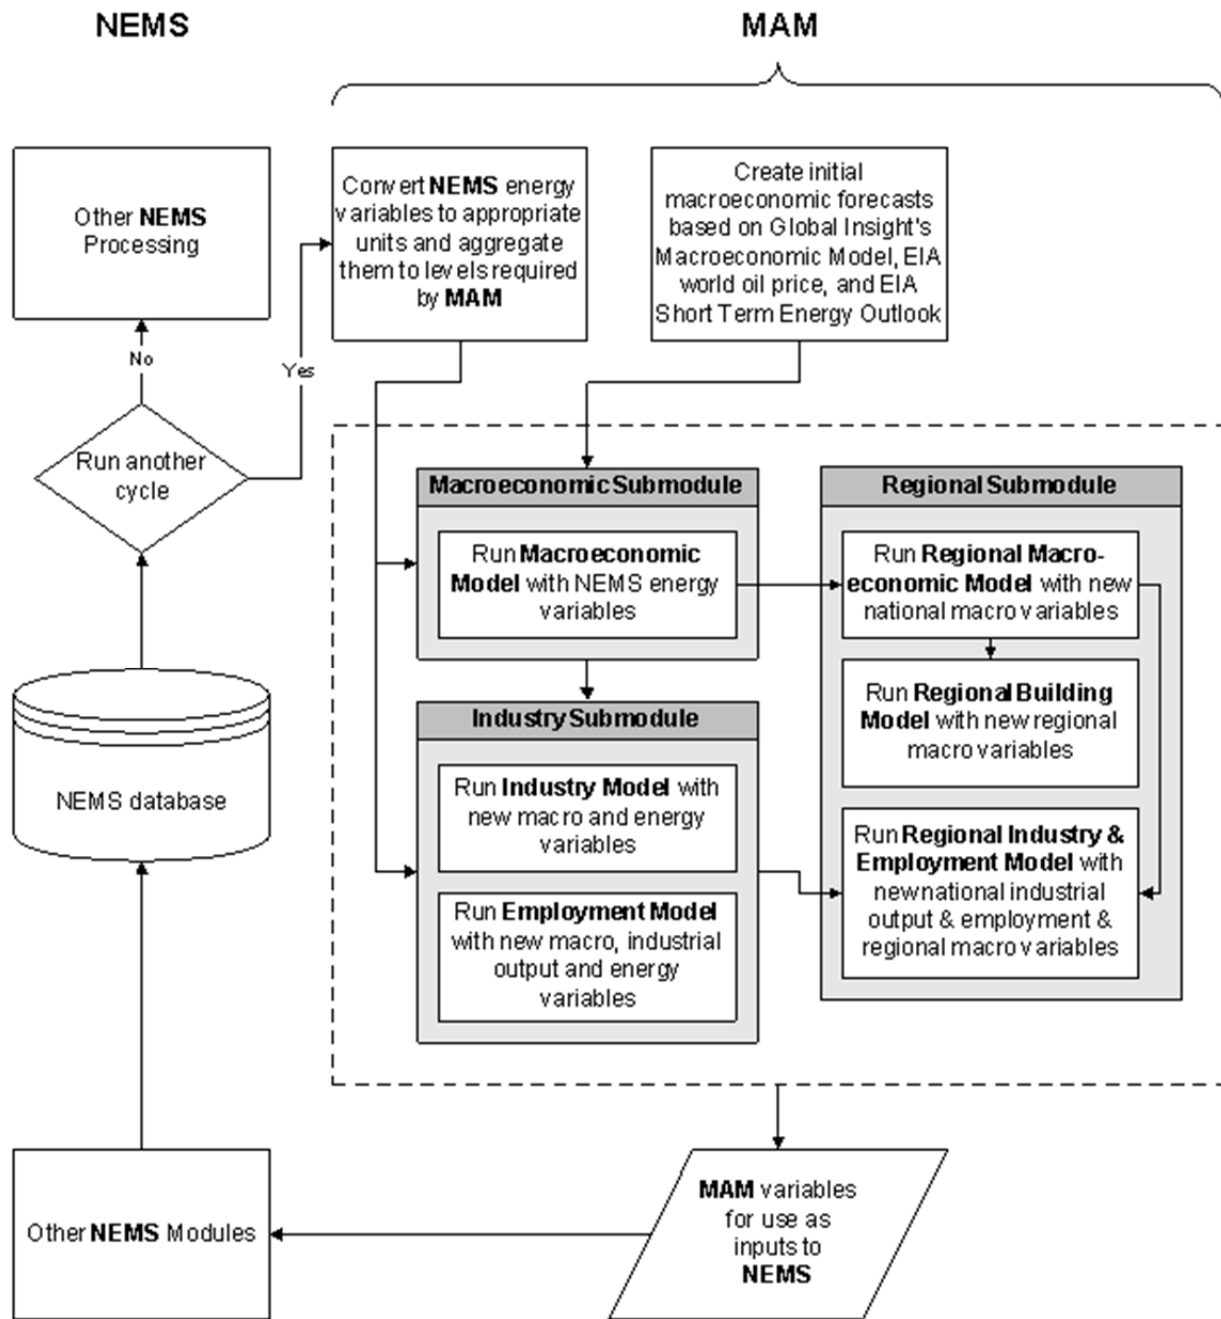 NEMS
MAM
Other NEMS
Processing
Convert NEMS energy
variables to appropriate
units and aggregate
them to levels required
by MAM
Create initial
macroeconomic forecasts
based on Global Insight's
Macroeconomic Model, EIA
world oil price, and EIA
Short Term Energy Outlook
No
Yes
Run another
cycle
Macroeconomic Submodule
Run Macroeconomic
Model with NEMS energy
variables
Regional Submodule
Run Regional Macro-
economic Model with new
national macro variables
Run Regional Building
Model with new regional
macro variables
Industry Submodule
Run Industry Model with
new macro and energy
variables
Run Employment Model
with new macro, industrial
output and energy
variables
Run Regional Industry &
Employment Model with
new national industrial
output & employment &
regional macro variables
NEMS database
Other NEMS Modules
MAM variables
for use as
inputs to
NEMS